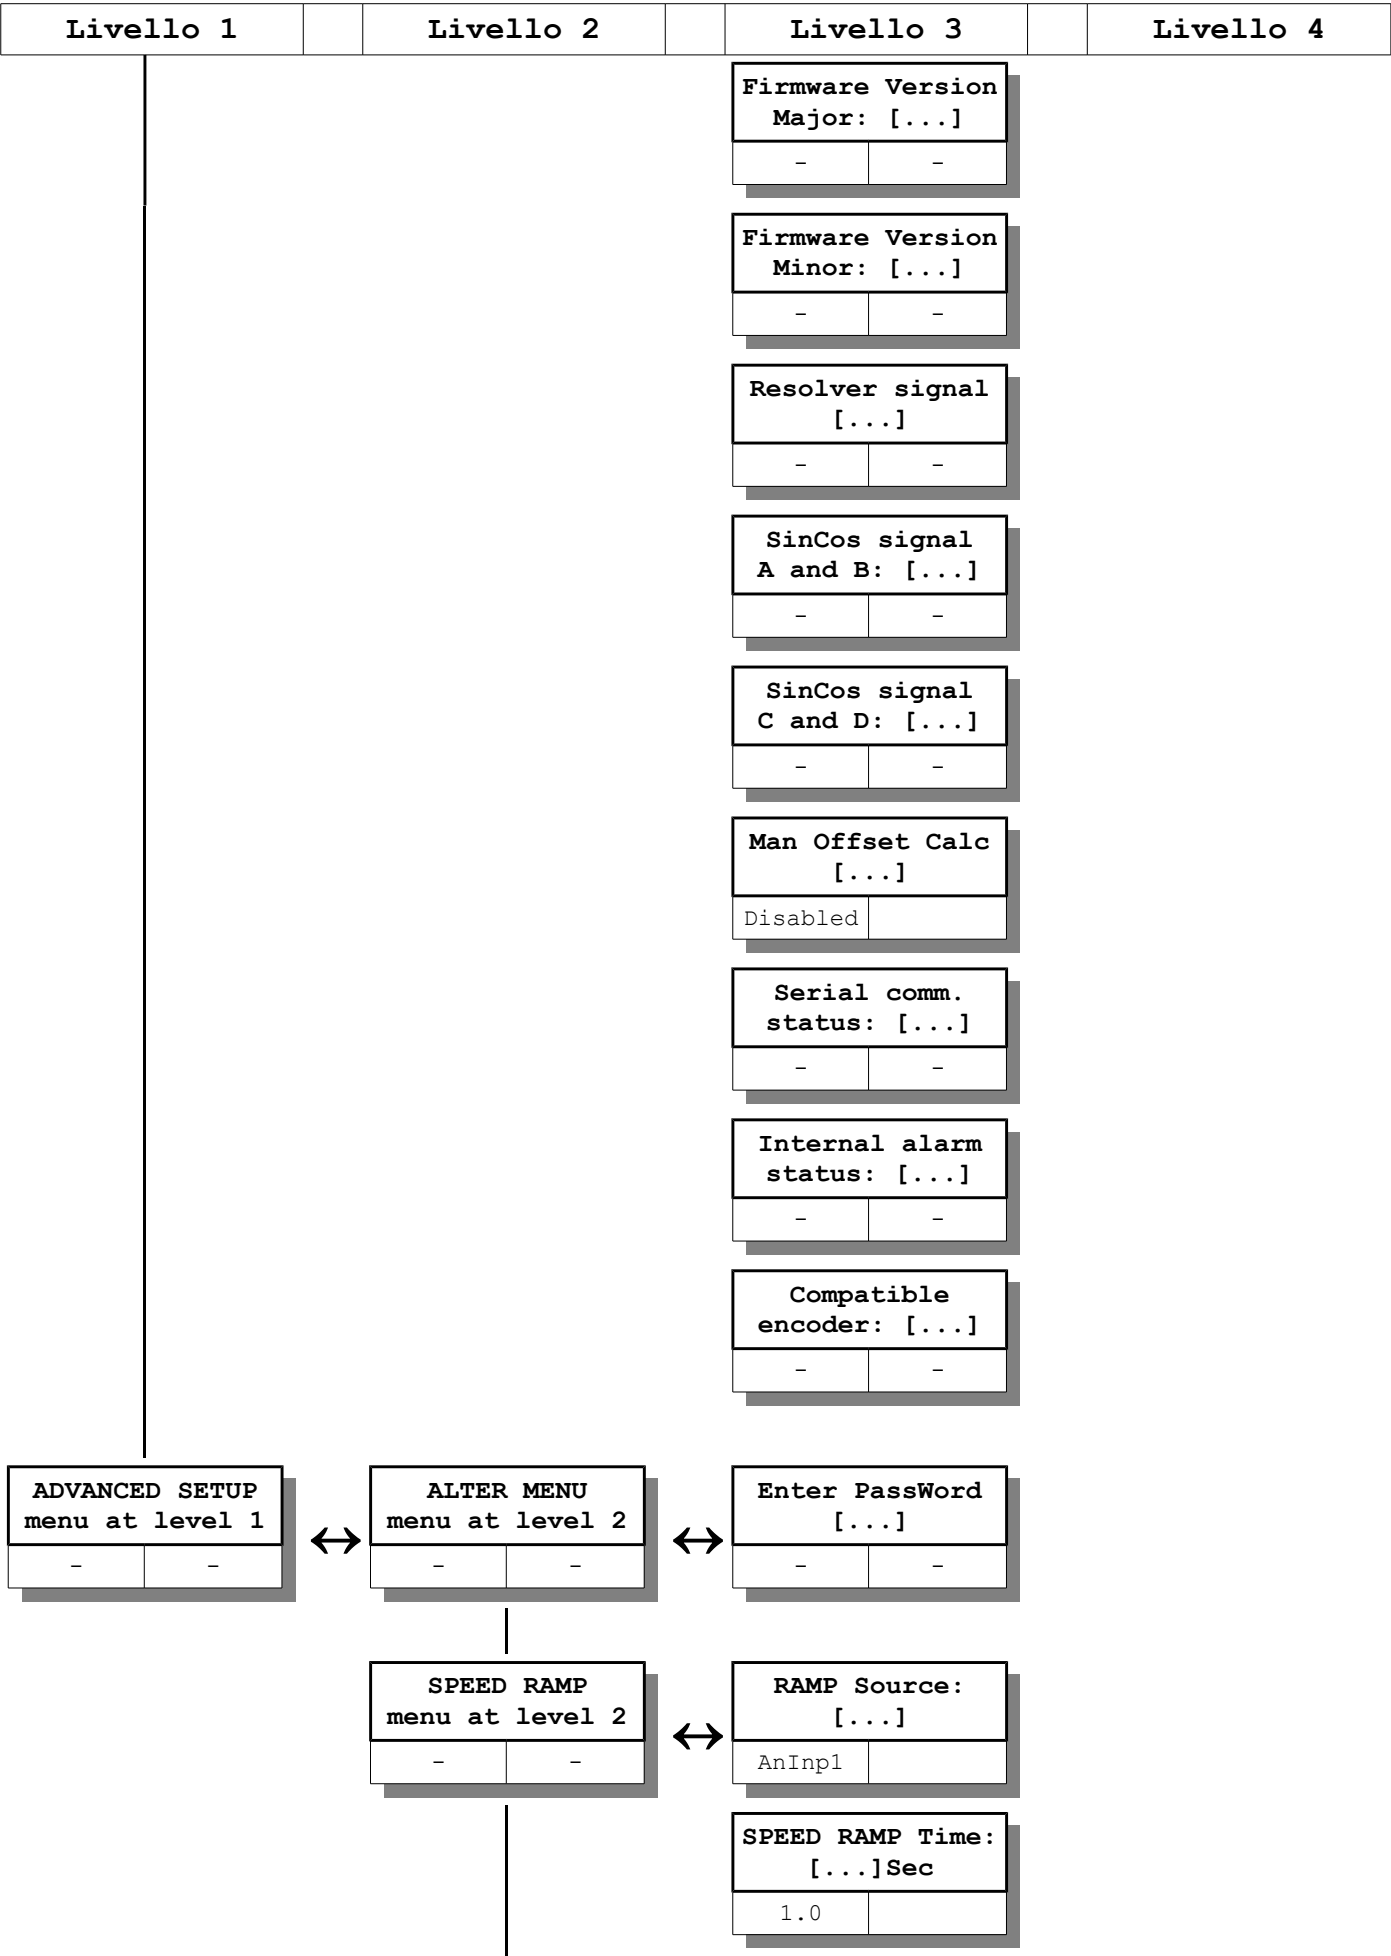 Livello 1 Livello 2 Livello 3 Livello 4
Firmware Version
Major: [...]
- -
Firmware Version
Minor: [...]
- -
Resolver signal
[...]
- -
SinCos signal
A and B: [...]
- -
SinCos signal
C and D: [...]
- -
Man Offset Calc
[...]
Disabled
Serial comm.
status: [...]
- -
Internal alarm
status: [...]
- -
Compatible
encoder: [...]
- -
ADVANCED SETUP
menu at level 1
- -
↔
ALTER MENU
menu at level 2
- -
↔
Enter PassWord
[...]
- -
SPEED RAMP
menu at level 2
- -
↔
RAMP Source:
[...]
AnInp1
SPEED RAMP Time:
[...]Sec
1.0